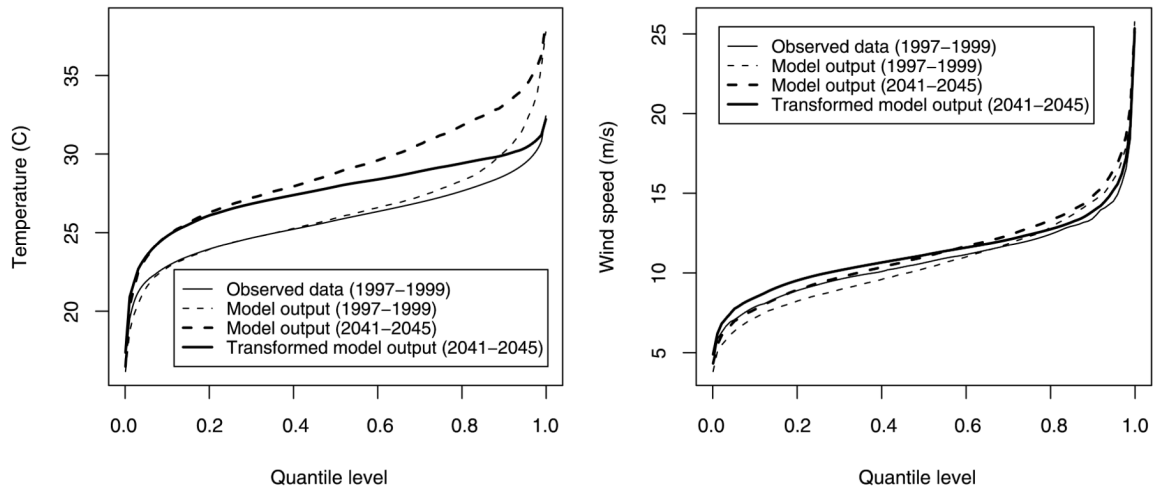 Temperature (C)
35
30
25
20
Observed data (1997−1999)
Model output (1997−1999)
Model output (2041−2045)
Transformed model output (2041−2045)
0.0 0.2 0.4 0.6 0.8 1.0
Quantile level
Wind speed (m/s)
25
20
15
10
5
Observed data (1997−1999)
Model output (1997−1999)
Model output (2041−2045)
Transformed model output (2041−2045)
0.0 0.2 0.4 0.6 0.8 1.0
Quantile level